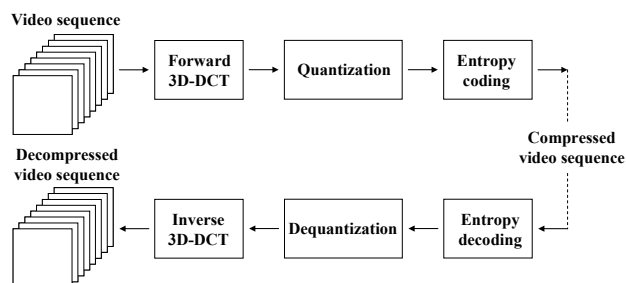 Video sequence
Forward
3D-DCT
Quantization
Entropy
coding
Compressed
video sequence
Decompressed
video sequence
Inverse
3D-DCT
Dequantization
Entropy
decoding